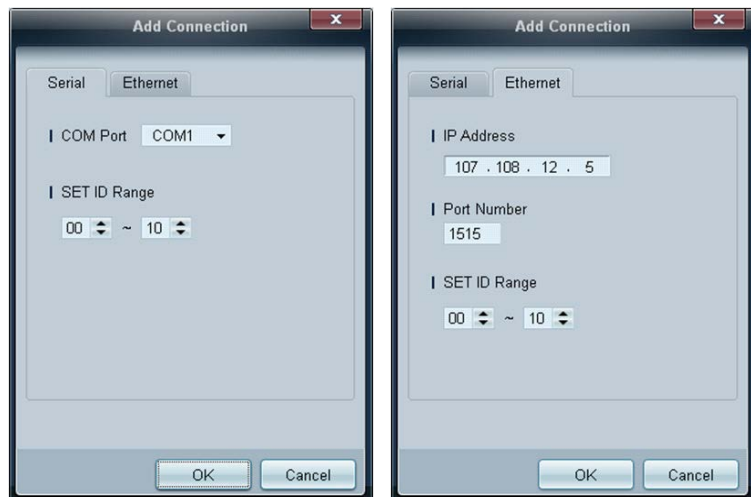 Add Connection
Serial Ethernet
COM Port COM1
SET ID Range
00 ~ 10
OK Cancel
Add Connection
Serial Ethernet
IP Address
107 . 108 . 12 . 5
Port Number
1515
SET ID Range
00 ~ 10
OK Cancel